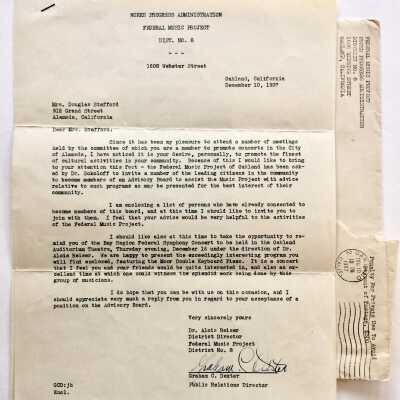 WORKS PROGRESS ADMINISTRATION
FEDERAL MUSIC PROJECT
DIST. NO. 8
- - -
1608 Webster Street
Oakland, California
December 10, 1937
Mrs. Douglas Stafford
918 Grand Street
Alameda, California
Dear Mrs. Stafford:
Since it has been my pleasure to attend a number of meetings
held by the committee of which you are a number to promote concerts in the City
of Alameda, I have noticed it is your desire, personally, to promote the finest
of cultural activities in your community. Because of this I would like to bring
to your attention this fact - the Federal Music Project of Oakland has been ask-
ed by Dr. Sokoloff to invite a number of the leading citizens in the community
to become members of an Advisory Board to assist the Music Project with advice
relative to such programs as may be presented for the best interest of their
community.
I am enclosing a list of persons who have already consented to
become members of this board, and at this time I should like to invite you to
join with them. I feel that your advice would be very helpful to the activities
of the Federal Music Project.
I should like also at this time to take the opportunity to re-
mind you of the Bay Region Federal Symphony Concert to be held in the Oakland
Auditorium Theatre, Thursday evening, December 16 under the direction of Dr.
Alois Reiser. We are happy to present the exceedingly interesting program you
will find enclosed, featuring the Moor Double Keyboard Piano. It is a concert
that I feel you and your friends would be quite interested in, and also an ex-
cellent time at which one could witness the splendid work being done by this
group of musicians.
I do hope that you can be with us on this occasion, and I
should appreciate very much a reply from you in regard to your acceptance of a
position on the Advisory Board.
Very sincerely yours
Dr. Alois Reiser
District Director
Federal Music Project
District No. 8
Graham C. Dexter
Graham C. Dexter
Public Relations Director
GCD:jh
Encl.
FEDERAL MUSIC PROJECT
WORKS PROGRESS ADMINISTRATION
DISTRICT NO. 8
1608 WEBSTER STREET
OAKLAND, CALIFORNIA
Penalty For Private Use To Avoid
1937